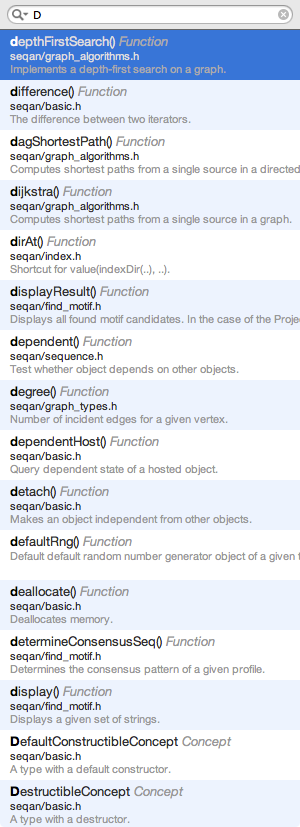 D
depthFirstSearch() Function
seqan/graph_algorithms.h
Implements a depth-first search on a graph.
difference() Function
seqan/basic.h
The difference between two iterators.
dagShortestPath() Function
seqan/graph_algorithms.h
Computes shortest paths from a single source in a directed
dijkstra() Function
seqan/graph_algorithms.h
Computes shortest paths from a single source in a graph.
dirAt() Function
seqan/index.h
Shortcut for value(indexDir(..), ..).
displayResult() Function
seqan/find_motif.h
Displays all found motif candidates. In the case of the Proje
dependent() Function
seqan/sequence.h
Test whether object depends on other objects.
degree() Function
seqan/graph_types.h
Number of incident edges for a given vertex.
dependentHost() Function
seqan/basic.h
Query dependent state of a hosted object.
detach() Function
seqan/basic.h
Makes an object independent from other objects.
defaultRng() Function
Default default random number generator object of a given t
deallocate() Function
seqan/basic.h
Deallocates memory.
determineConsensusSeq() Function
seqan/find_motif.h
Determines the consensus pattern of a given profile.
display() Function
seqan/find_motif.h
Displays a given set of strings.
DefaultConstructibleConcept Concept
seqan/basic.h
A type with a default constructor.
DestructibleConcept Concept
seqan/basic.h
A type with a destructor.